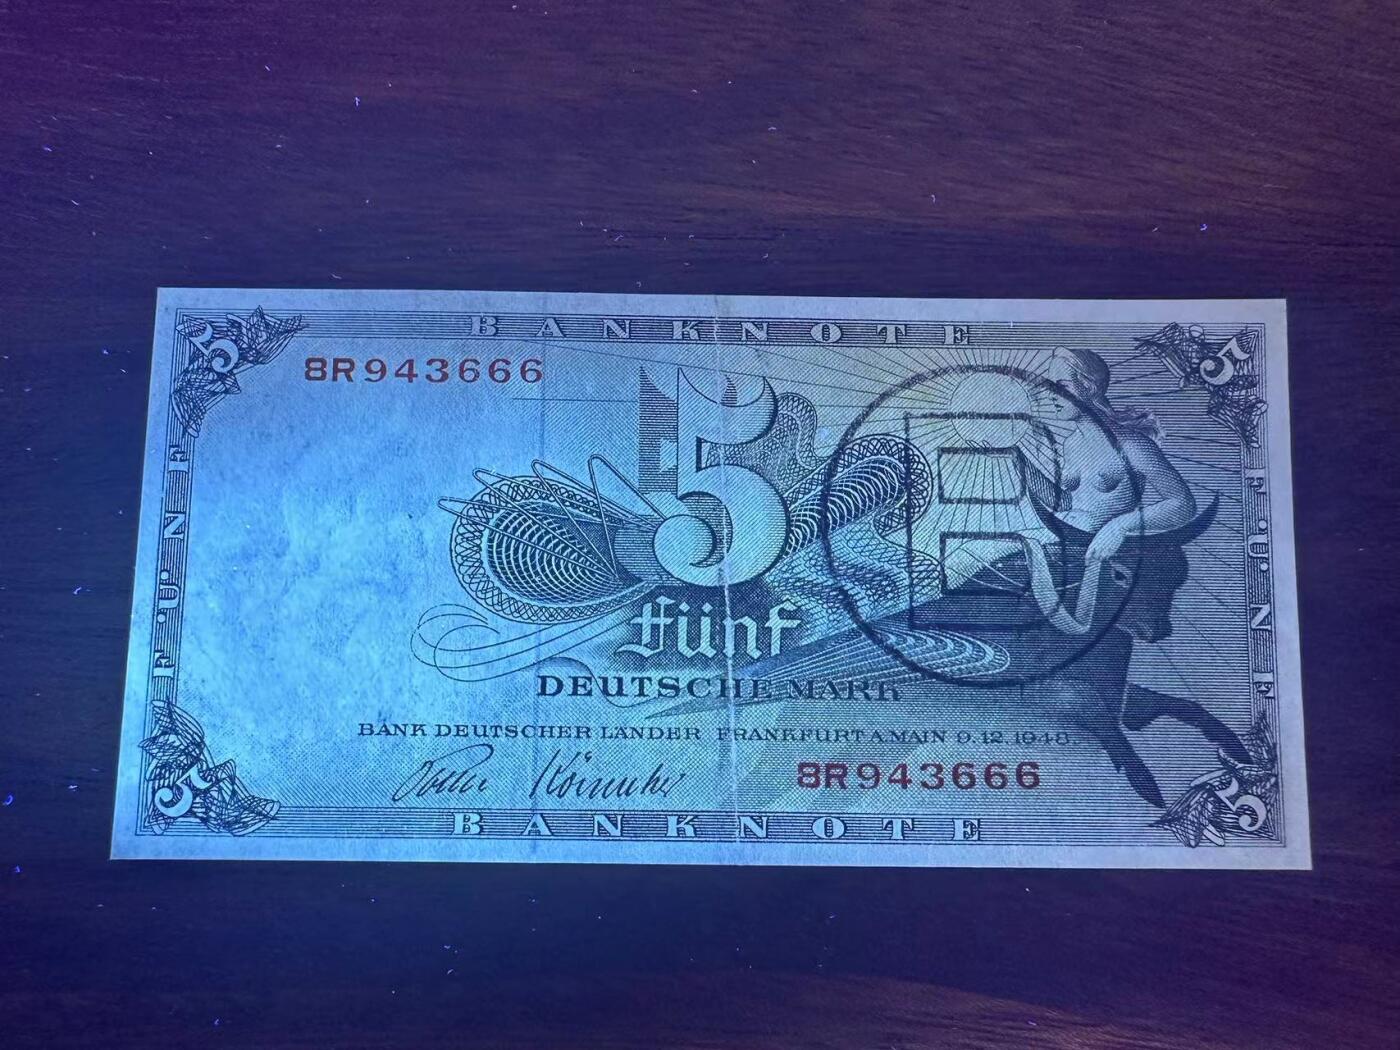 BANKNOTE
5 5
8R943666
5
B
FÜNF FÜNF
Fünf
DEUTSCHE MARK
BANK DEUTSCHER LÄNDER FRANKFURT A MAIN 9.12.1948.
8R943666
5 5
BANKNOTE